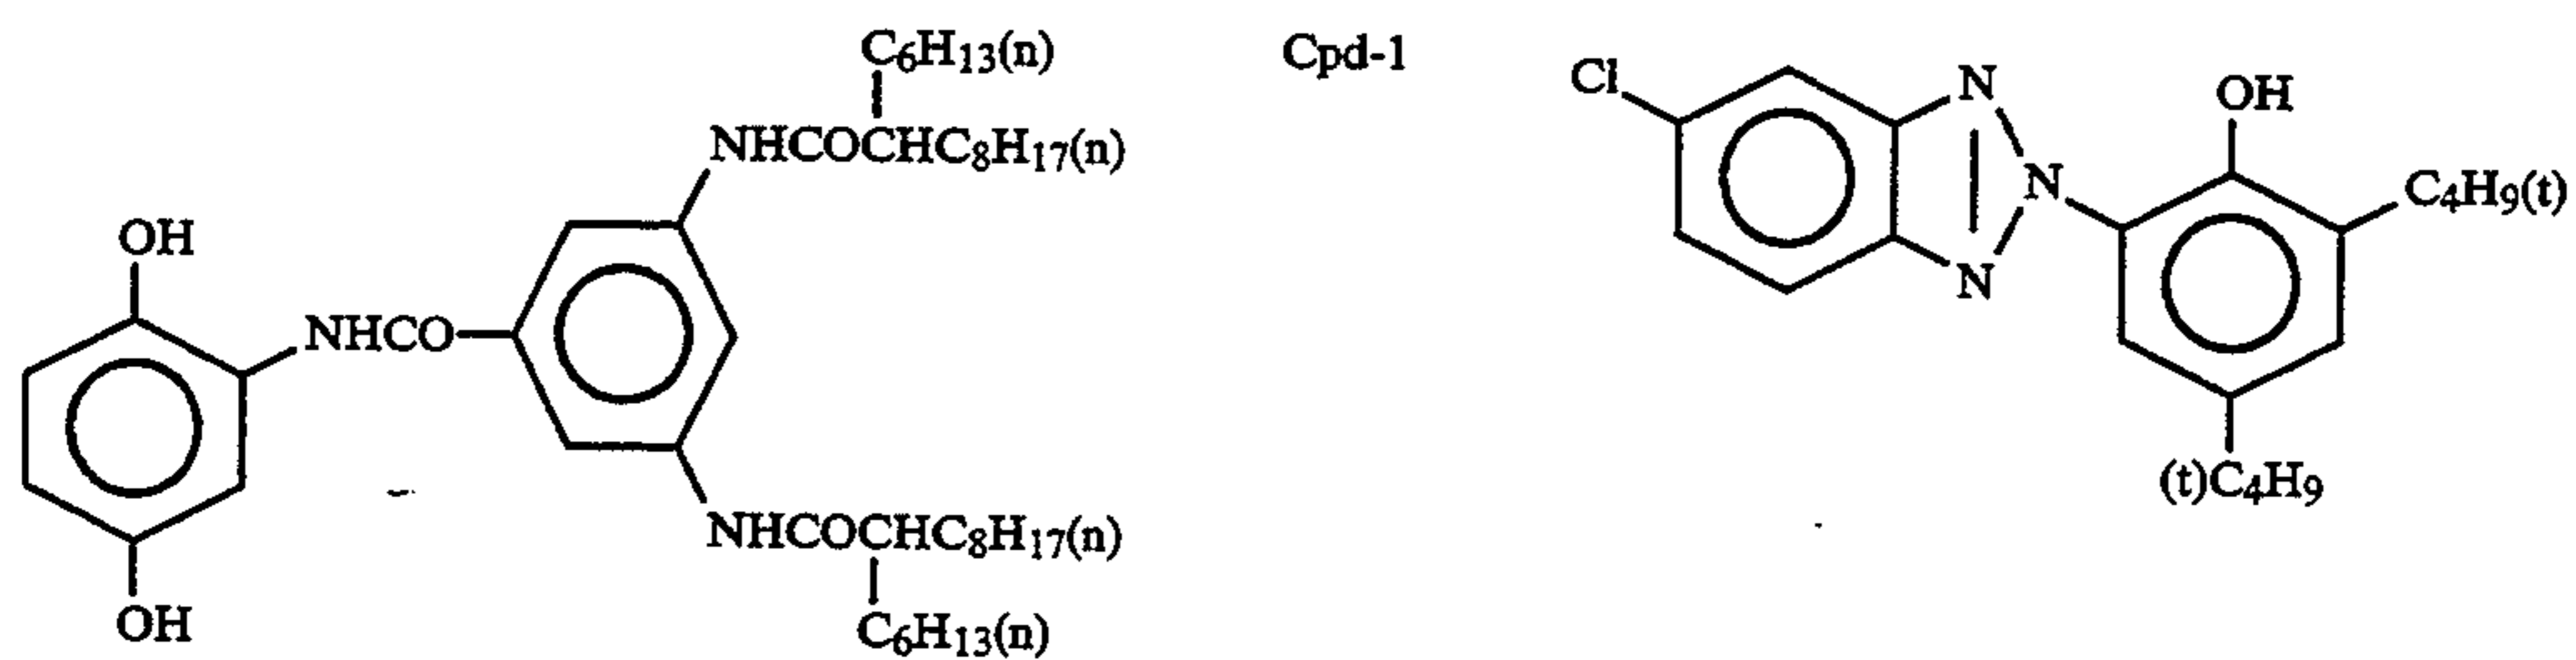 C6H13(n)
NHCOCHC8H17(n)
OH
NHCO
NHCOCHC8H17(n)
C6H13(n)
OH
Cpd-1
Cl
N
N
N
OH
C4H9(t)
(t)C4H9